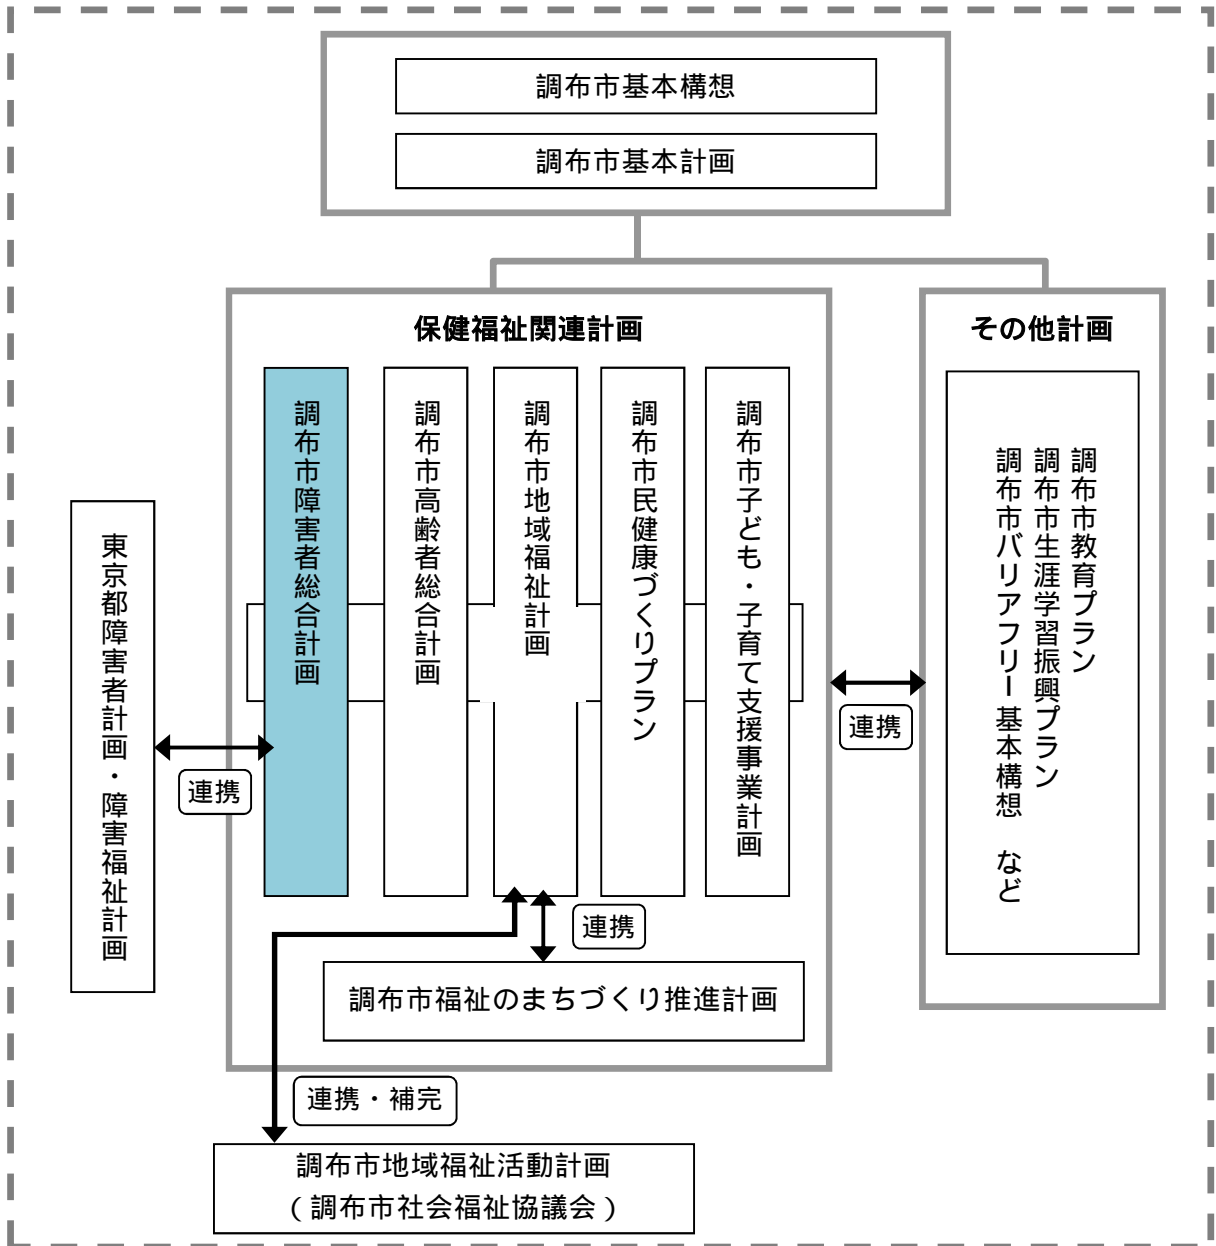 調布市基本構想
調布市基本計画
保健福祉関連計画
その他計画
調布市障害者総合計画
調布市高齢者総合計画
調布市地域福祉計画
調布市民健康づくりプラン
調布市子ども・子育て支援事業計画
調布市教育プラン
調布市生涯学習振興プラン
調布市バリアフリー基本構想 など
東京都障害者計画・障害福祉計画
連携
連携
連携
調布市福祉のまちづくり推進計画
連携・補完
調布市地域福祉活動計画
(調布市社会福祉協議会)